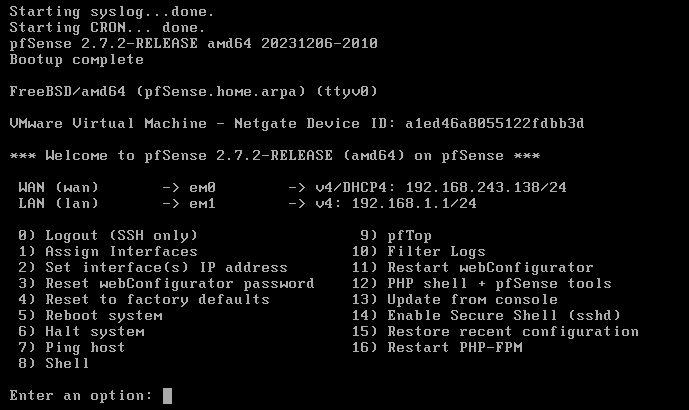 Starting syslog...done.
Starting CRON... done.
pfSense 2.7.2-RELEASE amd64 20231206-2010
Bootup complete

FreeBSD/amd64 (pfSense.home.arpa) (ttyv0)

VMware Virtual Machine - Netgate Device ID: a1ed46a8055122fdbb3d

*** Welcome to pfSense 2.7.2-RELEASE (amd64) on pfSense ***

 WAN (wan)       -> em0        -> v4/DHCP4: 192.168.243.138/24
 LAN (lan)       -> em1        -> v4: 192.168.1.1/24

 0) Logout (SSH only)                  9) pfTop
 1) Assign Interfaces                 10) Filter Logs
 2) Set interface(s) IP address       11) Restart webConfigurator
 3) Reset webConfigurator password    12) PHP shell + pfSense tools
 4) Reset to factory defaults         13) Update from console
 5) Reboot system                     14) Enable Secure Shell (sshd)
 6) Halt system                       15) Restore recent configuration
 7) Ping host                         16) Restart PHP-FPM
 8) Shell

Enter an option: